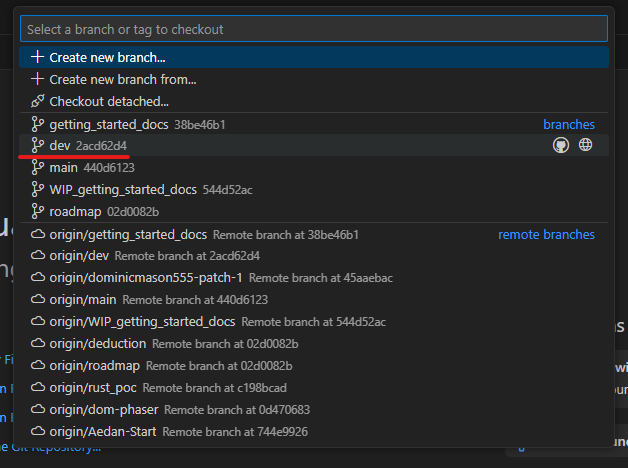 Select a branch or tag to checkout
Create new branch...
Create new branch from...
Checkout detached...
getting_started_docs 38be46b1 branches
dev 2acd62d4
main 440d6123
WIP_getting_started_docs 544d52ac
roadmap 02d0082b
origin/getting_started_docs Remote branch at 38be46b1 remote branches
origin/dev Remote branch at 2acd62d4
origin/dominicmason555-patch-1 Remote branch at 45aaebac
origin/main Remote branch at 440d6123
origin/WIP_getting_started_docs Remote branch at 544d52ac
origin/deduction Remote branch at 02d0082b
origin/roadmap Remote branch at 02d0082b
origin/rust_poc Remote branch at c198bcad
origin/dom-phaser Remote branch at 0d470683
origin/Aedan-Start Remote branch at 744e9926
Git Repository...